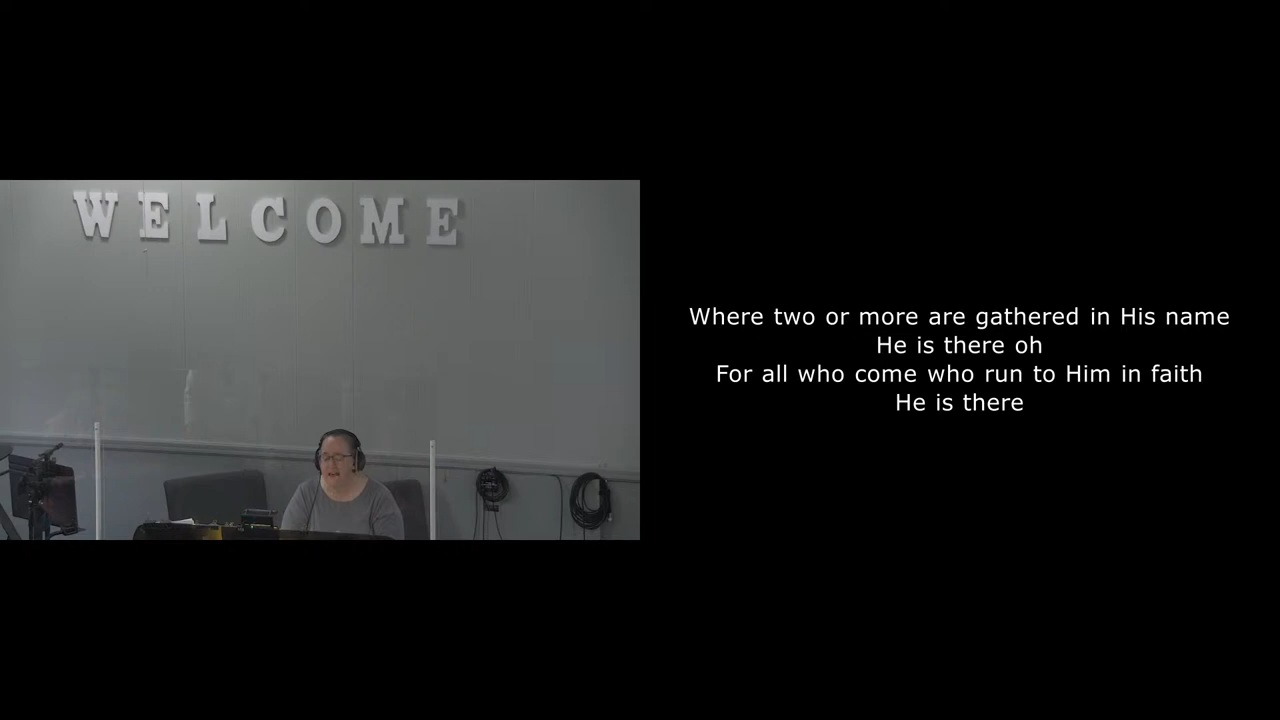 WELCOME
Where two or more are gathered in His name
He is there oh
For all who come who run to Him in faith
He is there